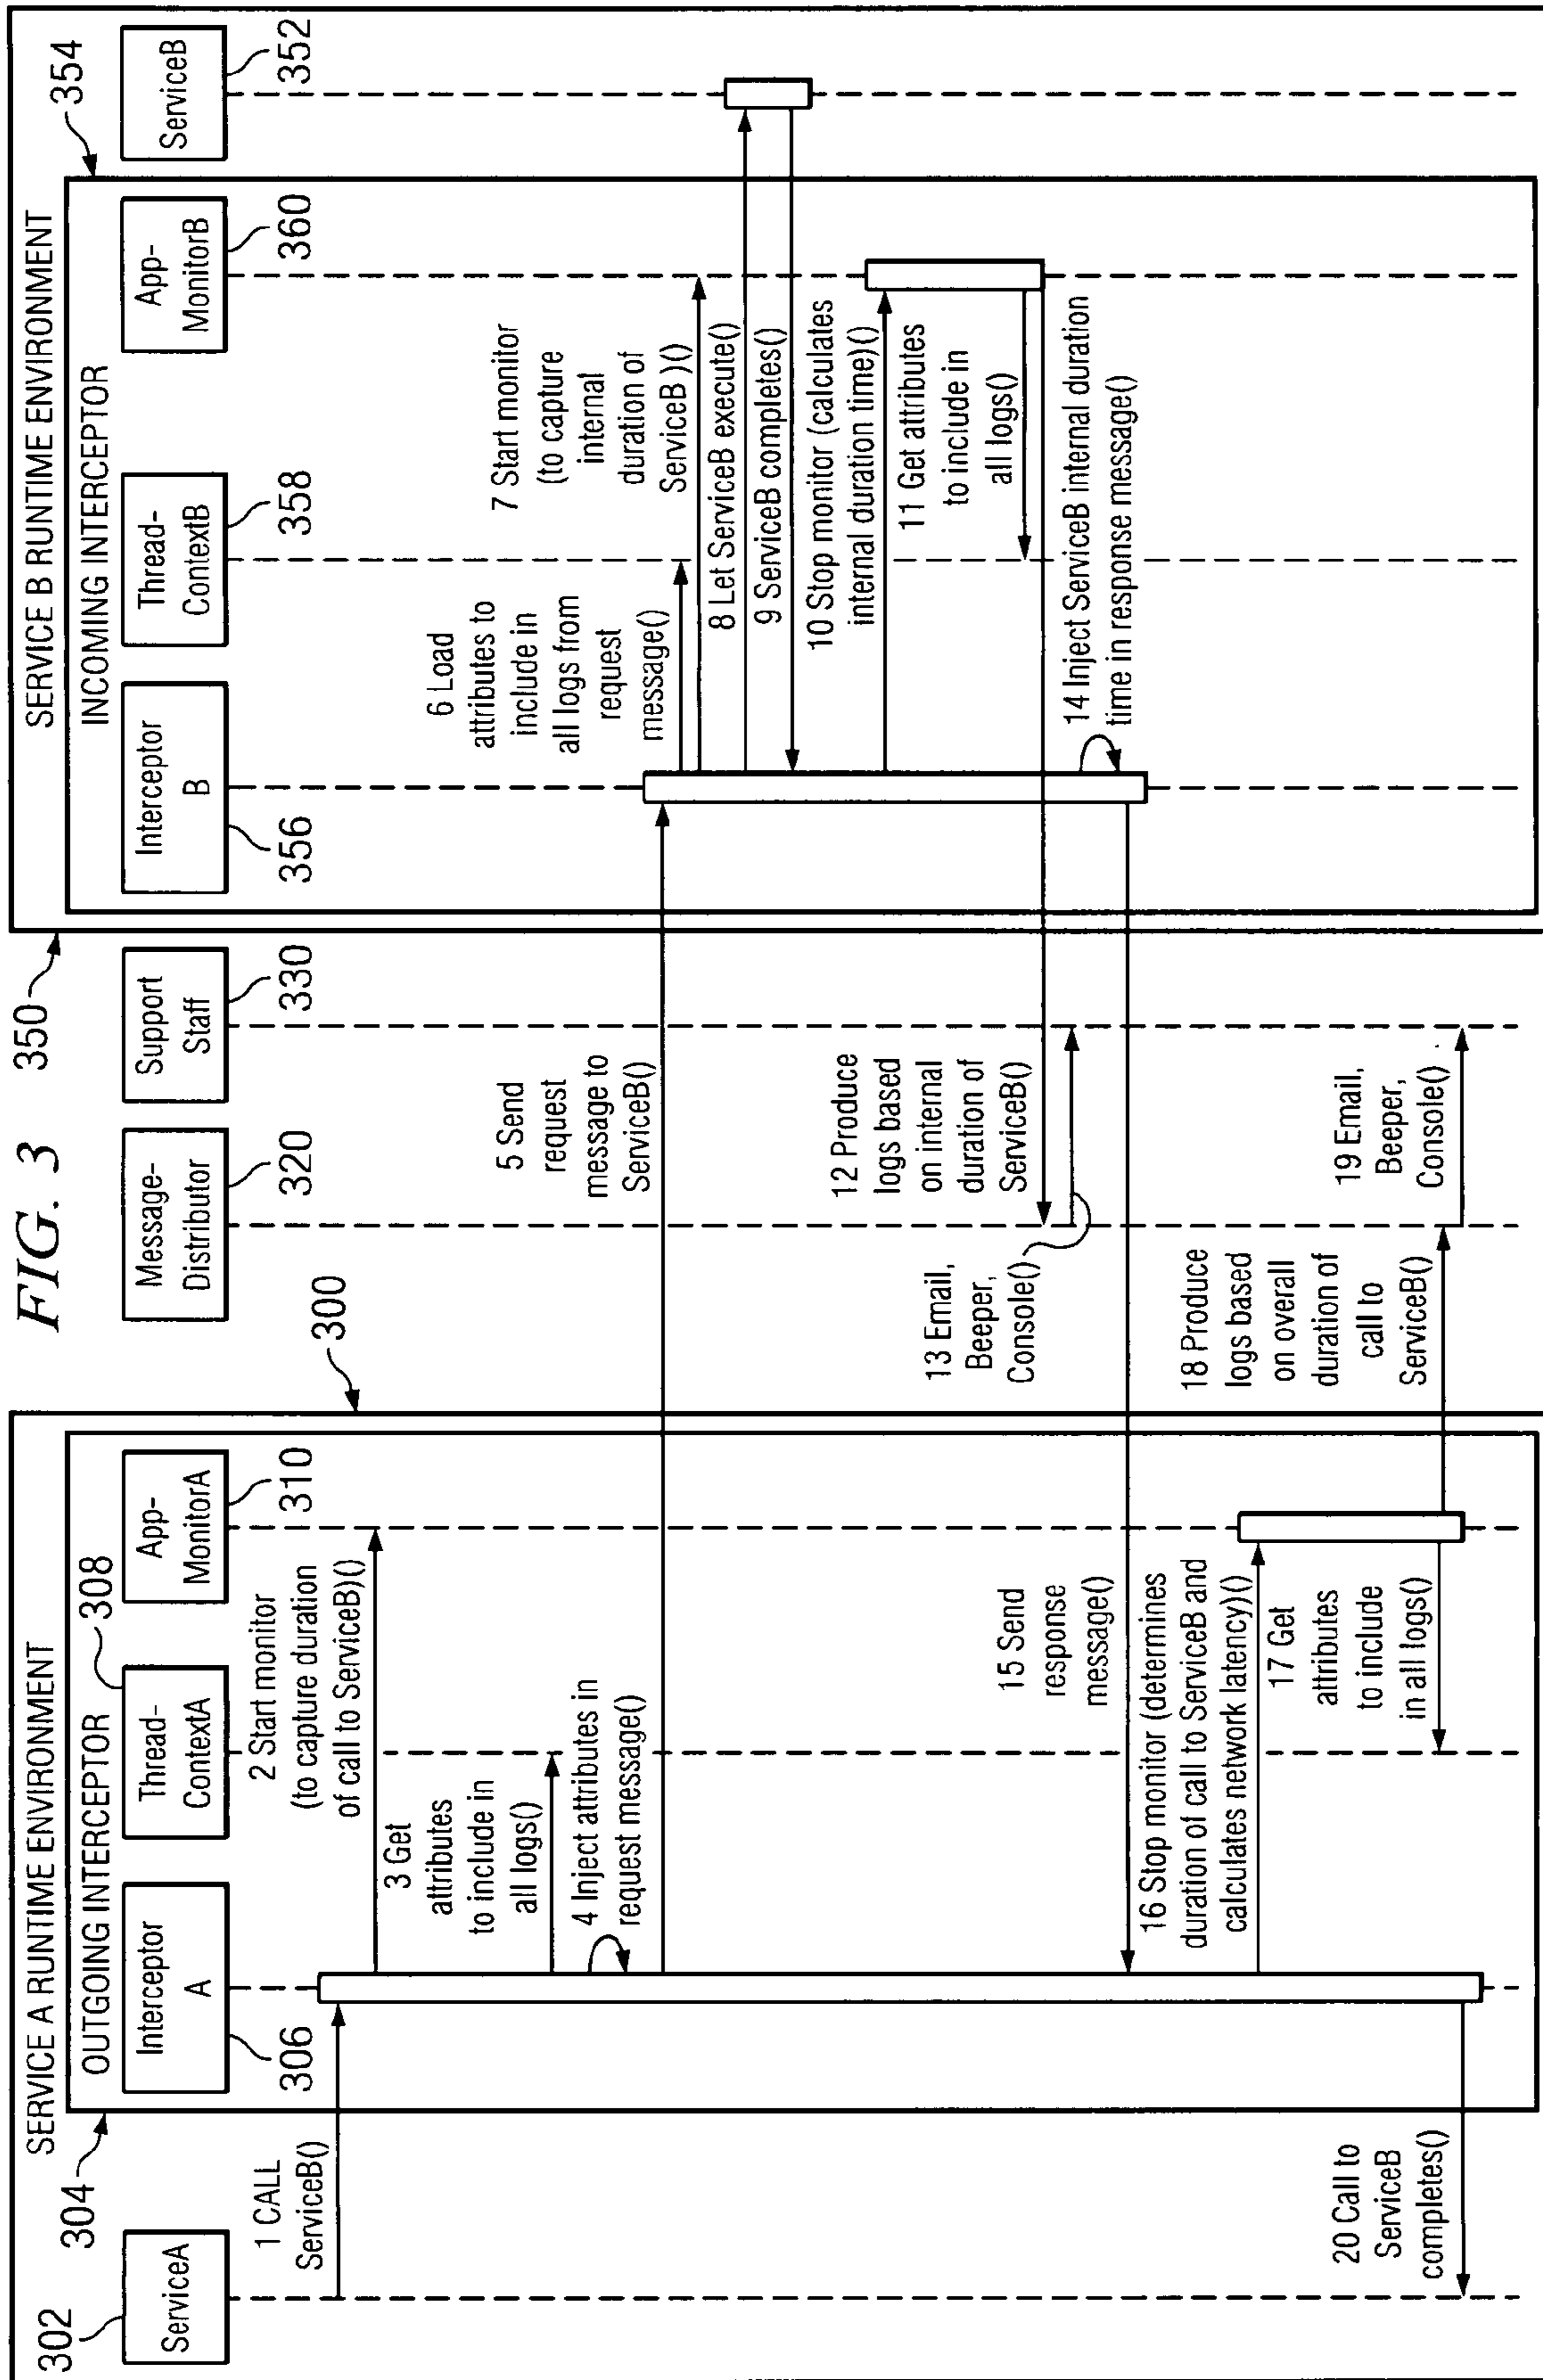 FIG. 3
SERVICE A RUNTIME ENVIRONMENT
300
302
ServiceA
304
OUTGOING INTERCEPTOR
Interceptor
A
306
Thread-
ContextA
308
App-
MonitorA
310
Message-
Distributor
320
Support
Staff
330
350
SERVICE B RUNTIME ENVIRONMENT
INCOMING INTERCEPTOR
354
Interceptor
B
356
Thread-
ContextB
358
App-
MonitorB
360
ServiceB
352
1 CALL
ServiceB()
2 Start monitor
(to capture duration
of call to ServiceB)()
3 Get
attributes
to include in
all logs()
4 Inject attributes in
request message()
5 Send
request
message to
ServiceB()
6 Load
attributes to
include in
all logs from
request
message()
7 Start monitor
(to capture
internal
duration of
ServiceB )()
8 Let ServiceB execute()
9 ServiceB completes()
10 Stop monitor (calculates
internal duration time)()
11 Get attributes
to include in
all logs()
12 Produce
logs based
on internal
duration of
ServiceB()
13 Email,
Beeper,
Console()
14 Inject ServiceB internal duration
time in response message()
15 Send
response
message()
16 Stop monitor (determines
duration of call to ServiceB and
calculates network latency)()
17 Get
attributes
to include
in all logs()
18 Produce
logs based
on overall
duration of
call to
ServiceB()
19 Email,
Beeper,
Console()
20 Call to
ServiceB
completes()